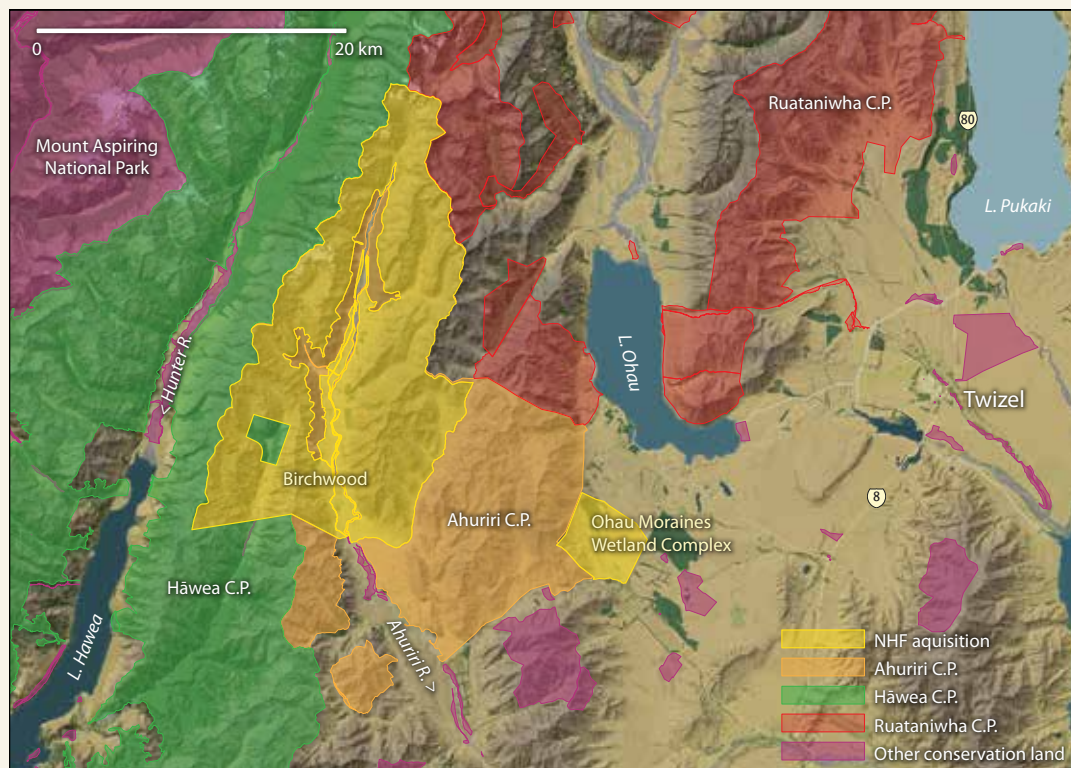 0 20 km
Mount Aspiring
National Park
Ruataniwha C.P.
80
L. Pukaki
< Hunter R.
L. Ohau
Twizel
Birchwood
8
Ahuriri C.P.
Ohau Moraines
Wetland Complex
Hāwea C.P.
L. Hawea
Ahuriri R. >
NHF aquisition
Ahuriri C.P.
Hāwea C.P.
Ruataniwha C.P.
Other conservation land